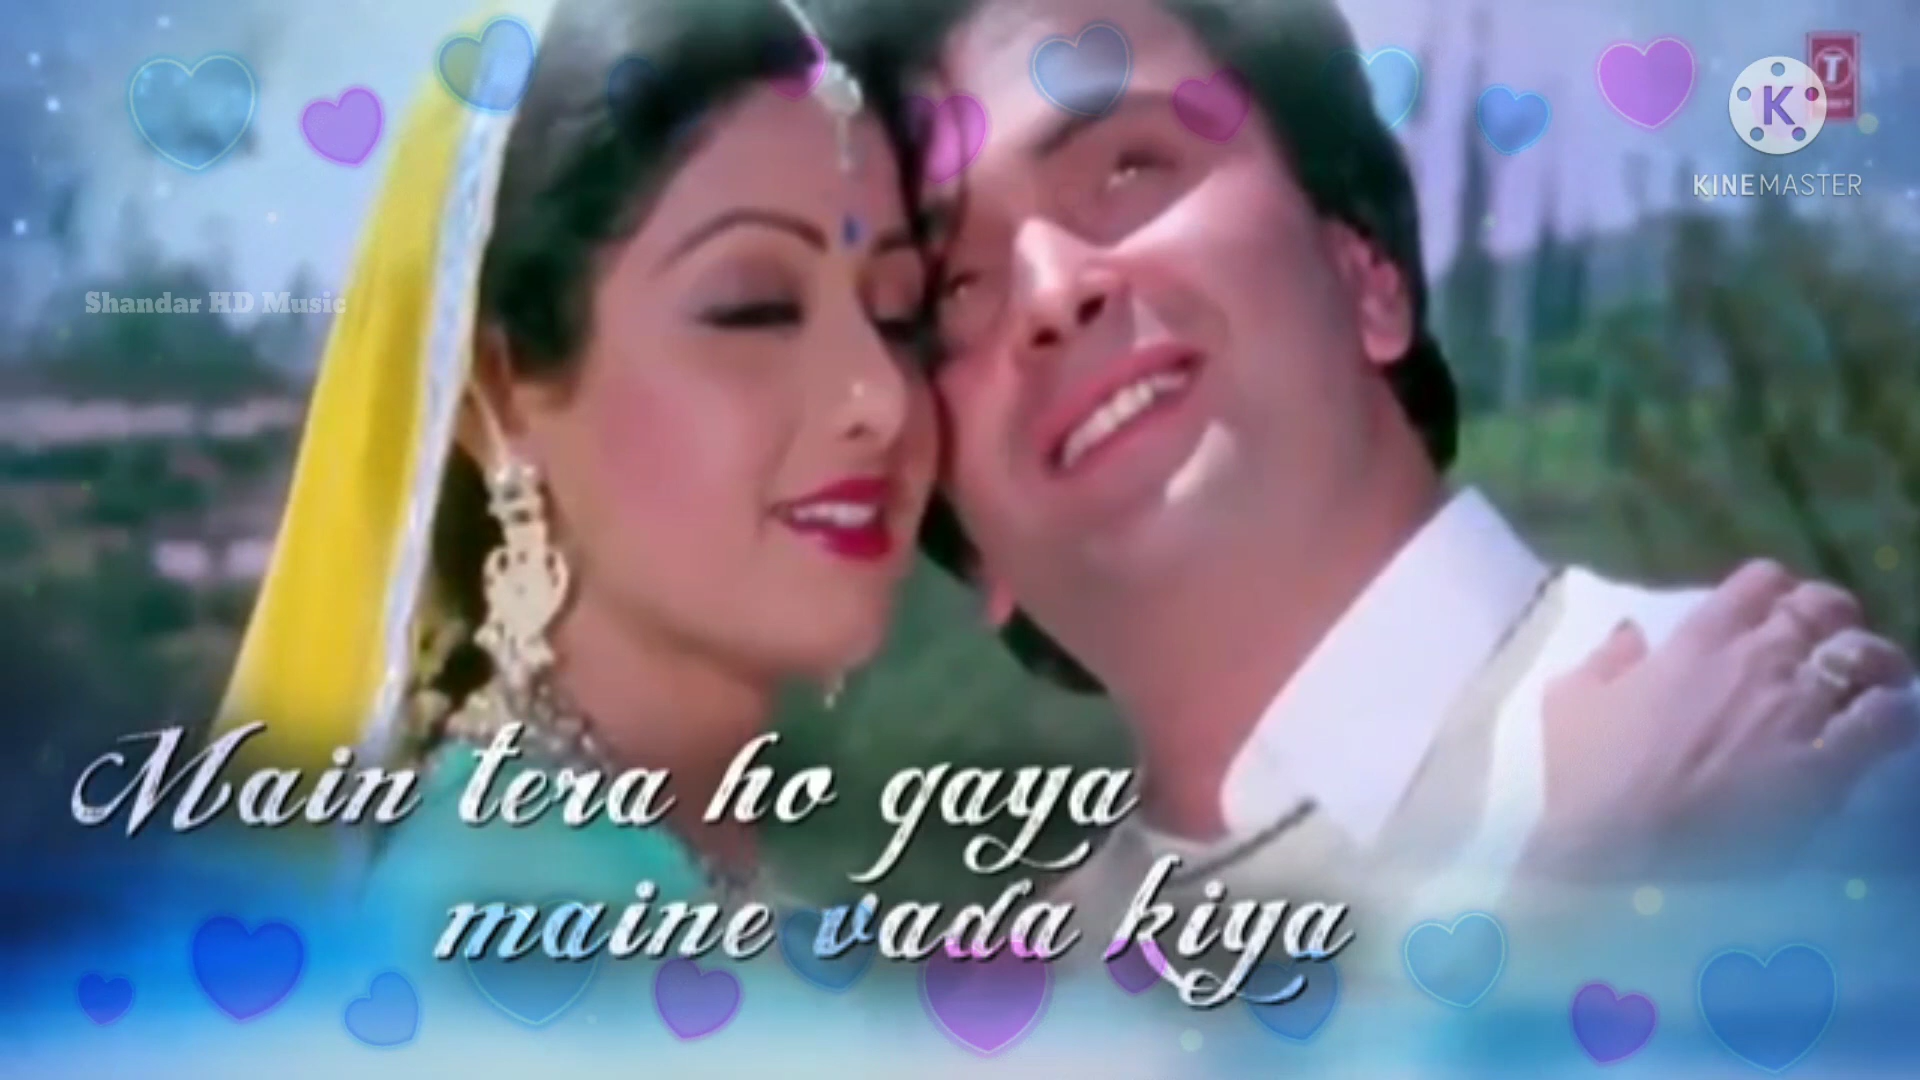 K
T
KINEMASTER
Shandar HD Music
Main tera ho gaya
maine vada kiya